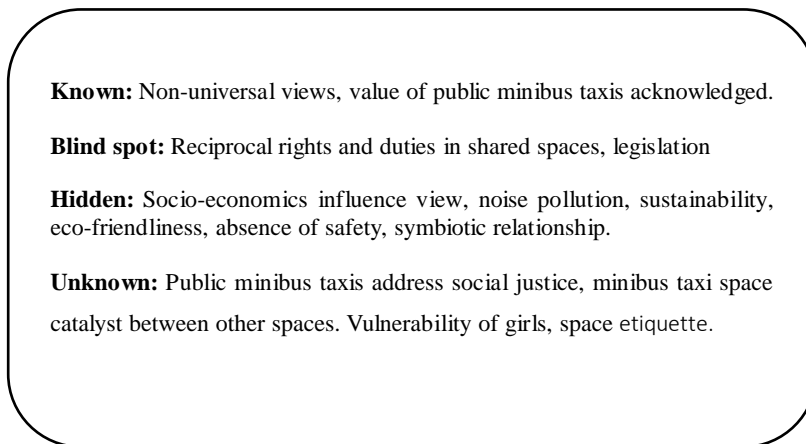 Known: Non-universal views, value of public minibus taxis acknowledged.
Blind spot: Reciprocal rights and duties in shared spaces, legislation
Hidden: Socio-economics influence view, noise pollution, sustainability,
eco-friendliness, absence of safety, symbiotic relationship.
Unknown: Public minibus taxis address social justice, minibus taxi space
catalyst between other spaces. Vulnerability of girls, space etiquette.